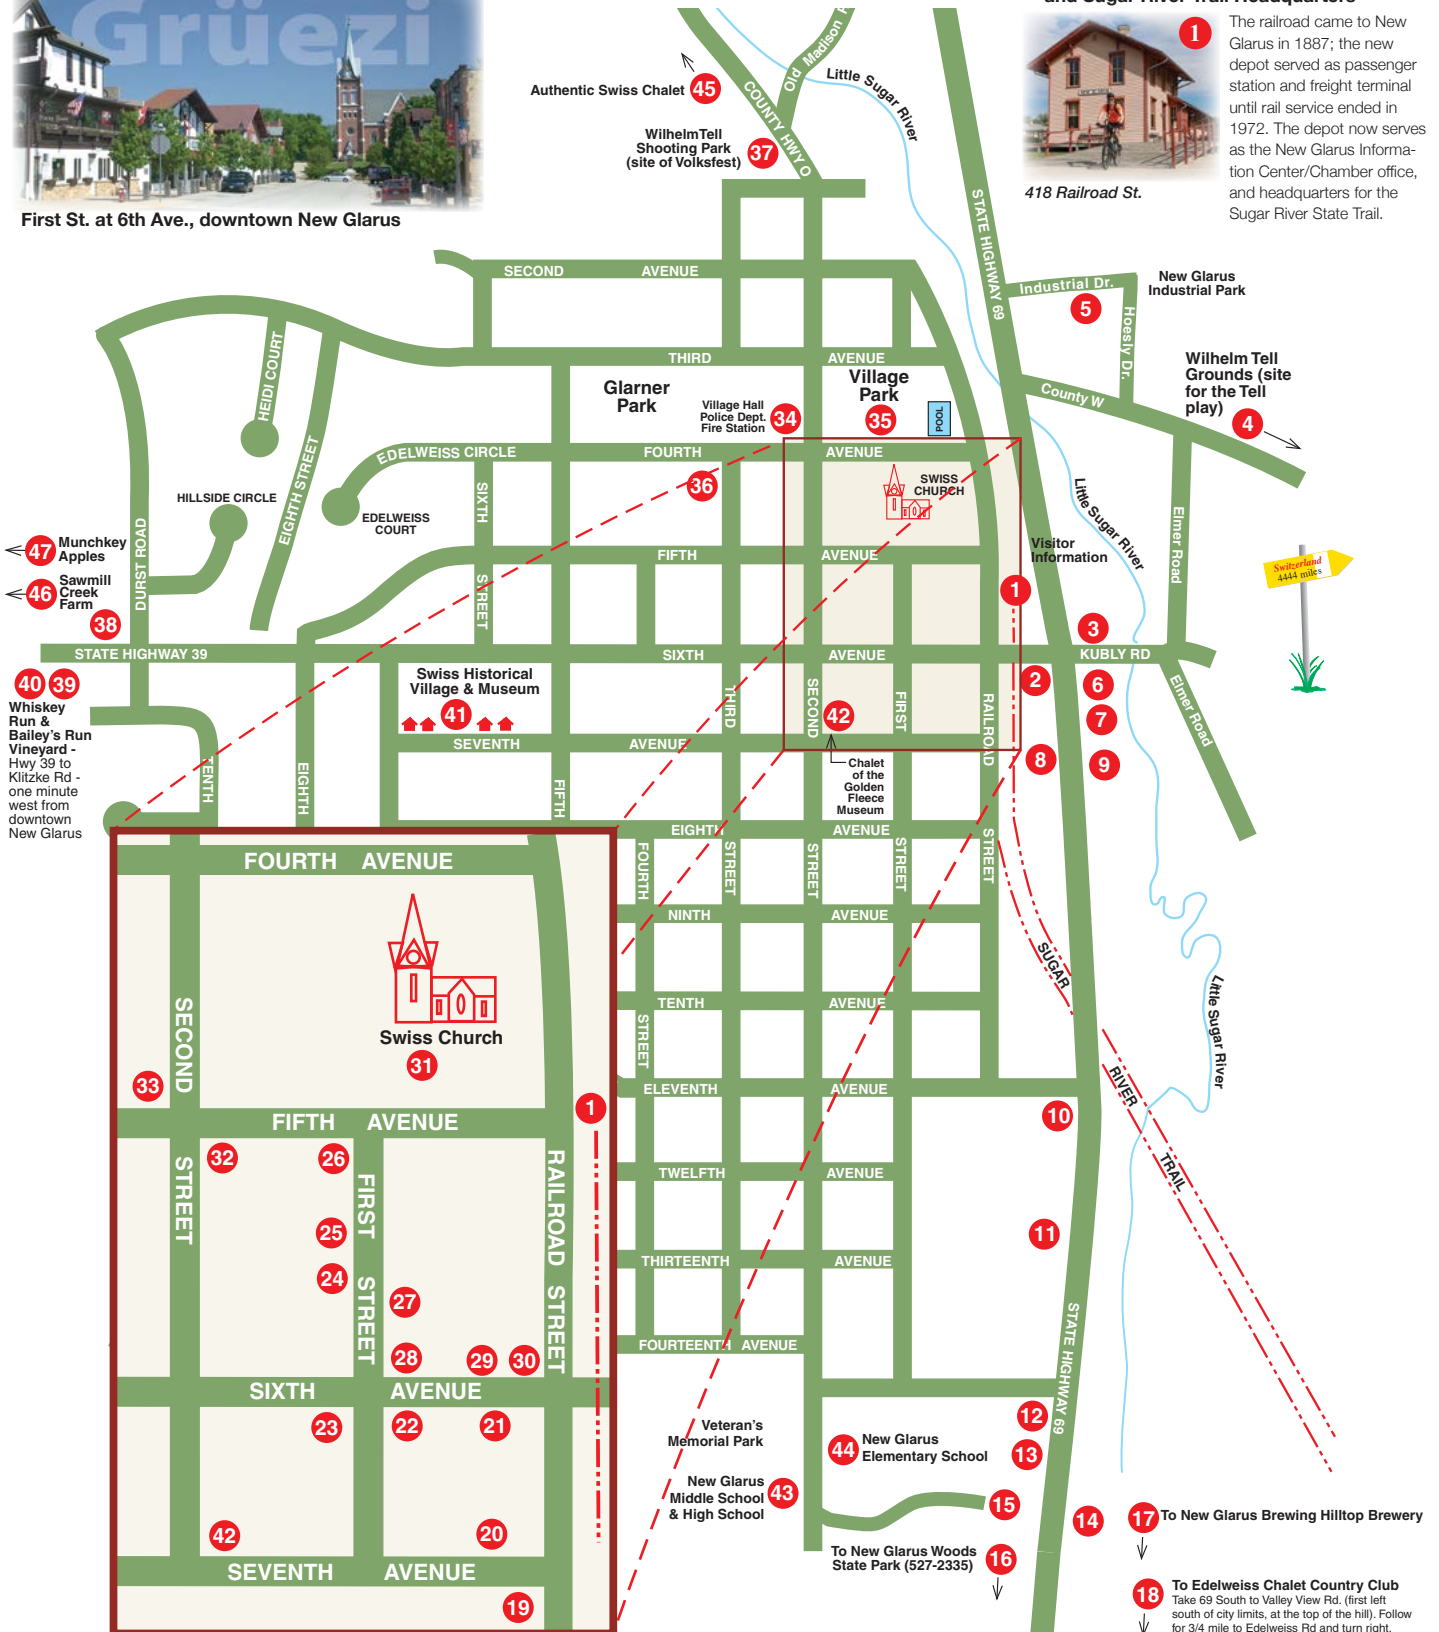 Grüezi
First St. at 6th Ave., downtown New Glarus
and Sugar River Trail Headquarters
1
The railroad came to New
Glarus in 1887; the new
depot served as passenger
station and freight terminal
until rail service ended in
1972. The depot now serves
as the New Glarus Informa-
tion Center/Chamber office,
and headquarters for the
Sugar River State Trail.
418 Railroad St.
Authentic Swiss Chalet 45
COUNTY HWY O
Old Madison
Little Sugar River
Wilhelm Tell
Shooting Park
(site of Volksfest)
37
STATE HIGHWAY 69
SECOND AVENUE
Industrial Dr.
5
Hoesly Dr.
New Glarus
Industrial Park
HEIDI COURT
THIRD AVENUE
Glarner
Park
Village Hall
Police Dept.
Fire Station
34
Village
Park
35
POOL
County W
Wilhelm Tell
Grounds (site
for the Tell
play)
4
EIGHTH STREET
EDELWEISS CIRCLE
FOURTH AVENUE
36
SWISS
CHURCH
HILLSIDE CIRCLE
EDELWEISS
COURT
SIXTH
STREET
Little Sugar River
Elmer Road
DURST ROAD
47 Munchkey
Apples
46 Sawmill
Creek
Farm
38
FIFTH AVENUE
Visitor
Information
1
Switzerland
4444 miles
3
STATE HIGHWAY 39
SIXTH AVENUE
KUBLY RD
40 39
Whiskey
Run &
Bailey's Run
Vineyard -
Hwy 39 to
Klitzke Rd -
one minute
west from
downtown
New Glarus
Swiss Historical
Village & Museum
41
THIRD
SECOND
42
FIRST
RAILROAD
2
6
7
8
9
Elmer Road
SEVENTH AVENUE
TENTH
EIGHTH
FIFTH
Chalet
of the
Golden
Fleece
Museum
EIGHTH AVENUE
FOURTH
STREET
STREET
STREET
STREET
NINTH AVENUE
SUGAR
TENTH AVENUE
STREET
Little Sugar River
ELEVENTH AVENUE
RIVER
10
TWELFTH AVENUE
TRAIL
11
THIRTEENTH AVENUE
STATE HIGHWAY 69
FOURTEENTH AVENUE
12
Veteran's
Memorial Park
44 New Glarus
Elementary School
13
New Glarus
Middle School
& High School
43
15
14
17 To New Glarus Brewing Hilltop Brewery
To New Glarus Woods
State Park (527-2335)
16
18 To Edelweiss Chalet Country Club
Take 69 South to Valley View Rd. (first left
south of city limits, at the top of the hill). Follow
for 3/4 mile to Edelweiss Rd and turn right.
FOURTH AVENUE
SECOND
Swiss Church
31
33
FIFTH AVENUE
1
STREET
32
26
FIRST
RAILROAD
25
24
STREET
27
STREET
28
29
30
SIXTH AVENUE
23
22
21
42
20
SEVENTH AVENUE
19